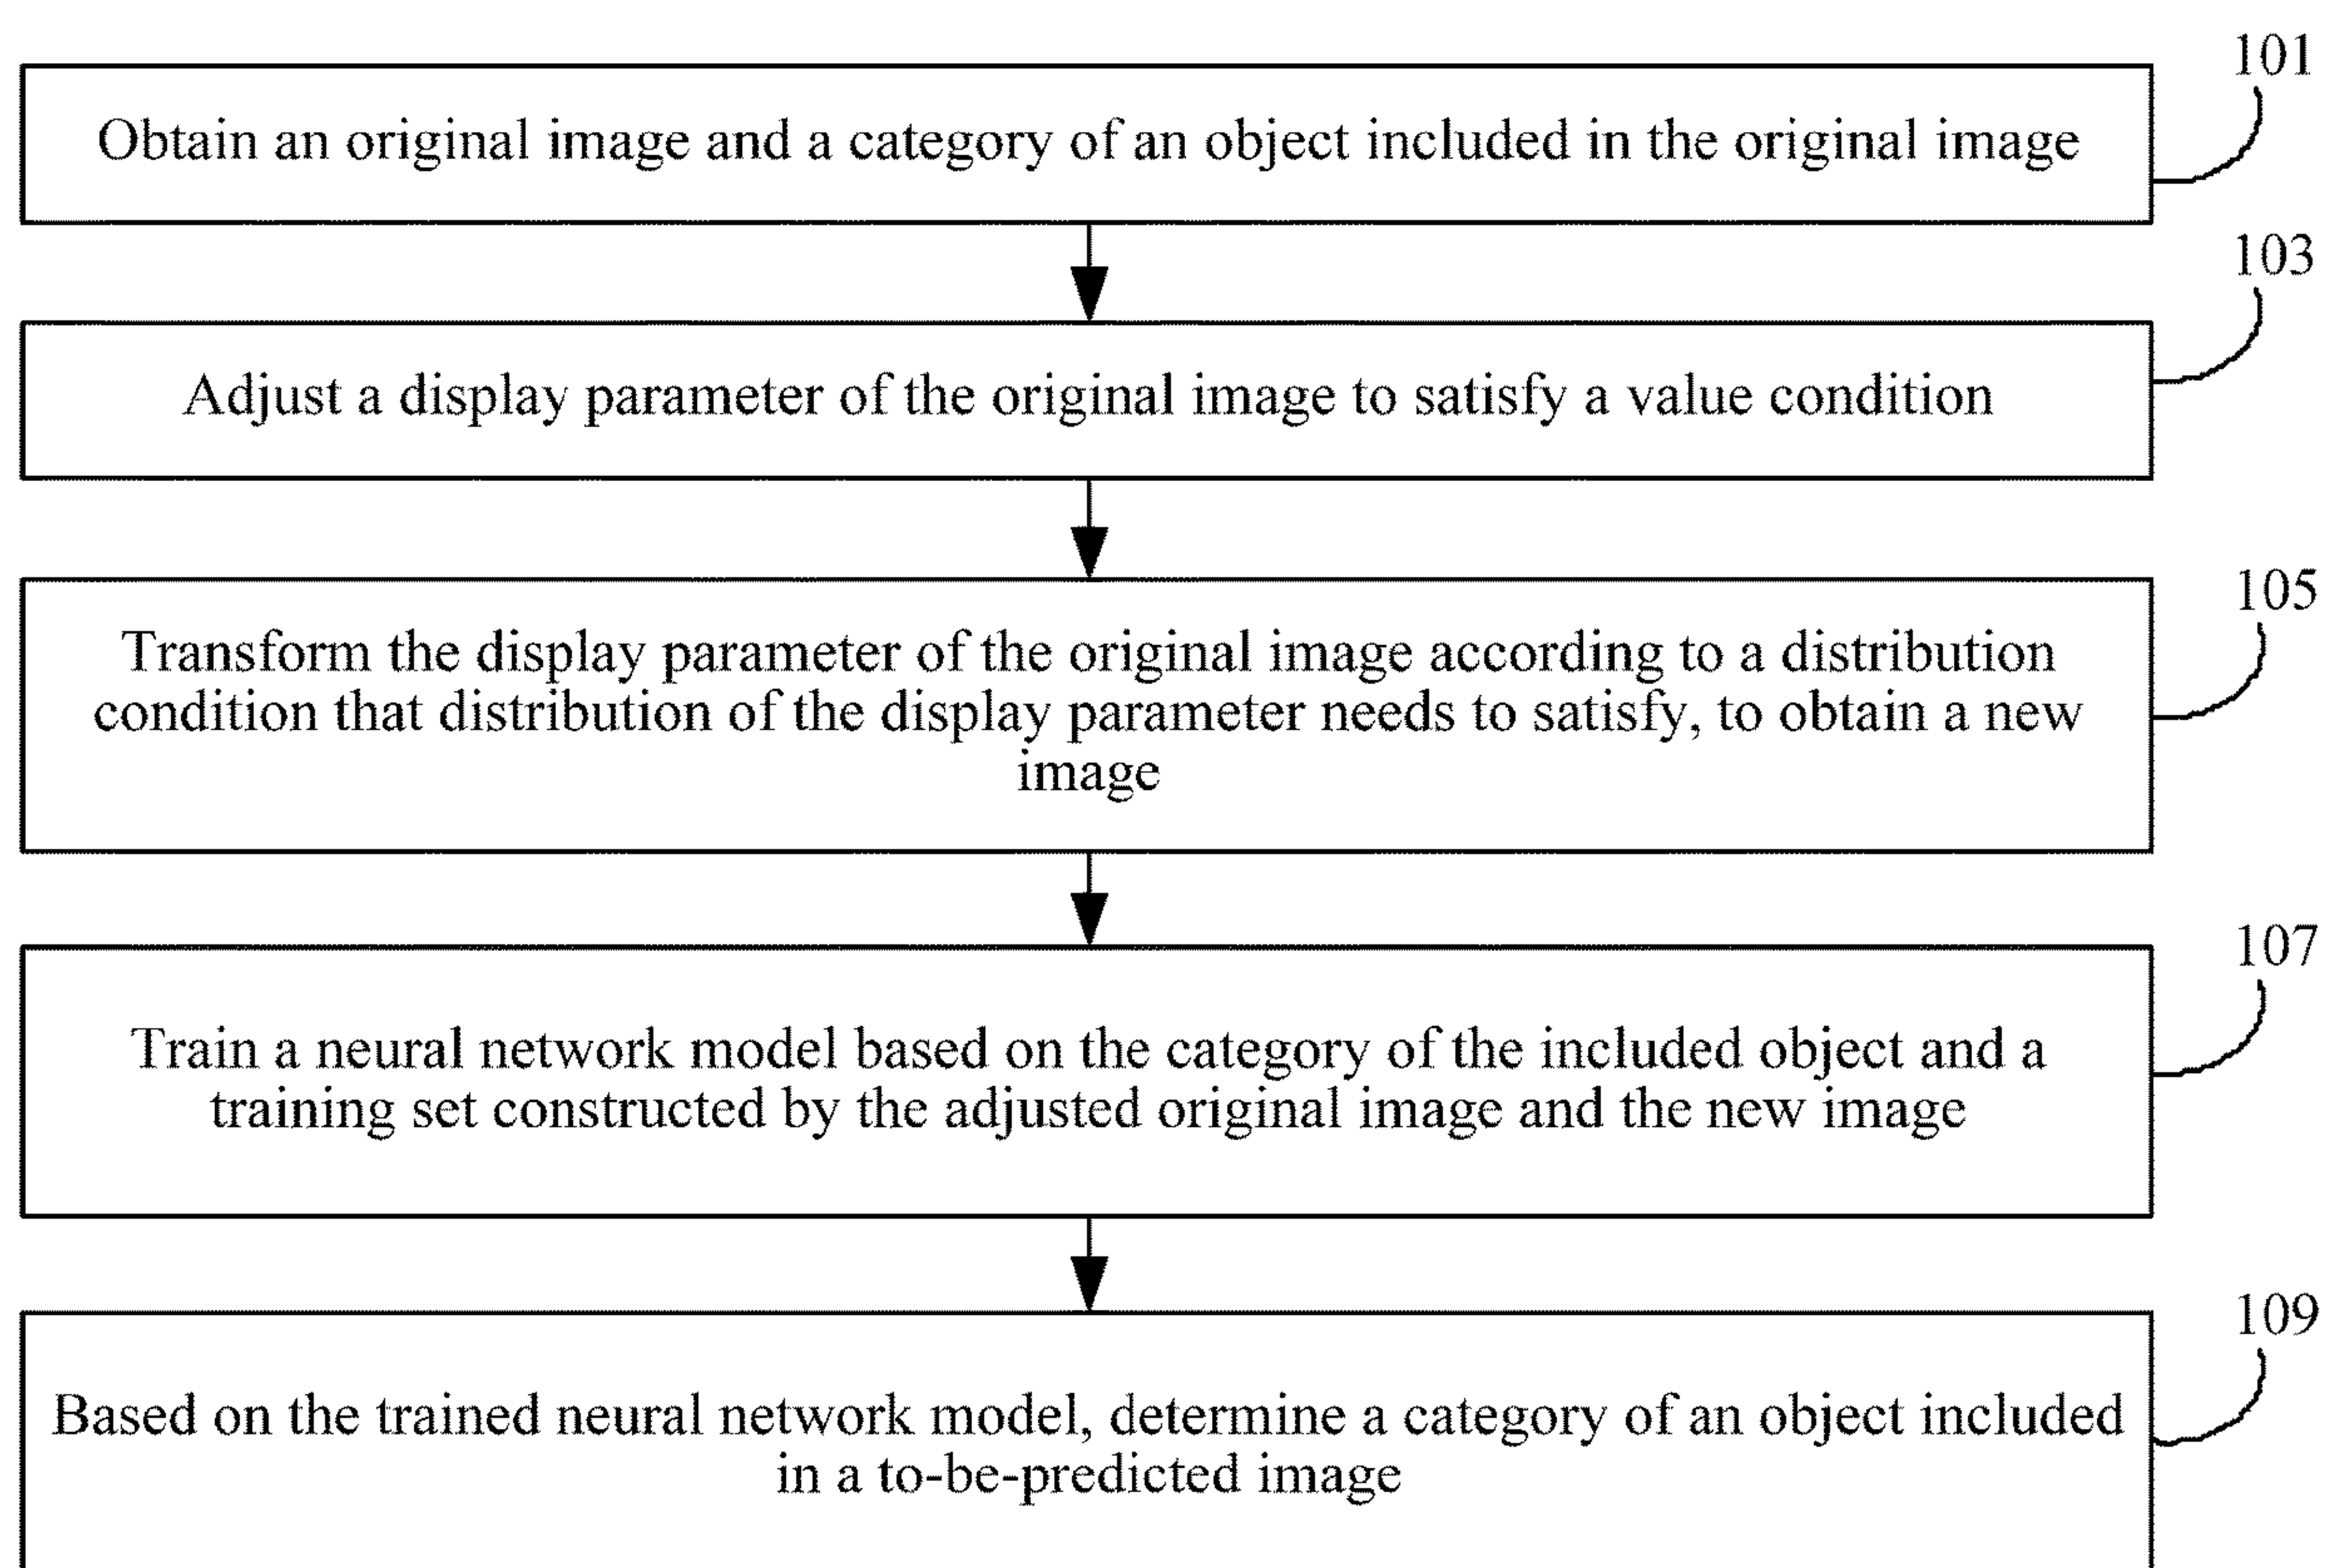 101
Obtain an original image and a category of an object included in the original image
103
Adjust a display parameter of the original image to satisfy a value condition
105
Transform the display parameter of the original image according to a distribution
condition that distribution of the display parameter needs to satisfy, to obtain a new
image
107
Train a neural network model based on the category of the included object and a
training set constructed by the adjusted original image and the new image
109
Based on the trained neural network model, determine a category of an object included
in a to-be-predicted image